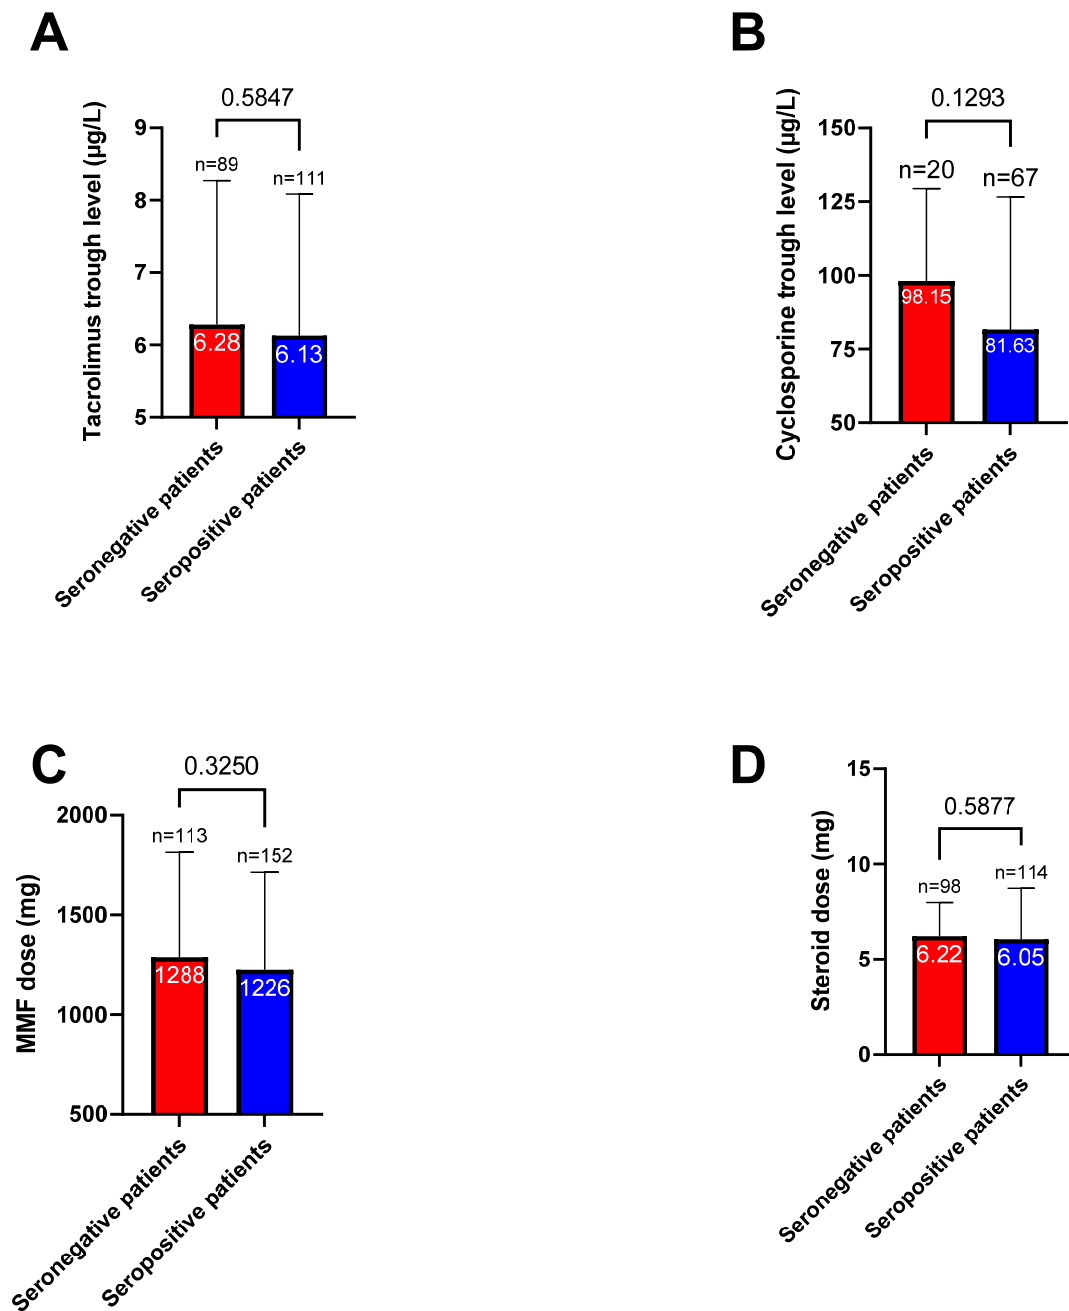 A
0.5847
Tacrolimus trough level (µg/L)
9
8
7
6
5
n=89
n=111
6.28
6.13
Seronegative patients
Seropositive patients
B
0.1293
Cyclosporine trough level (µg/L)
150
125
100
75
50
n=20
n=67
98.15
81.63
Seronegative patients
Seropositive patients
C
0.3250
MMF dose (mg)
2000
1500
1000
500
n=113
n=152
1288
1226
Seronegative patients
Seropositive patients
D
0.5877
Steroid dose (mg)
15
10
5
0
n=98
n=114
6.22
6.05
Seronegative patients
Seropositive patients